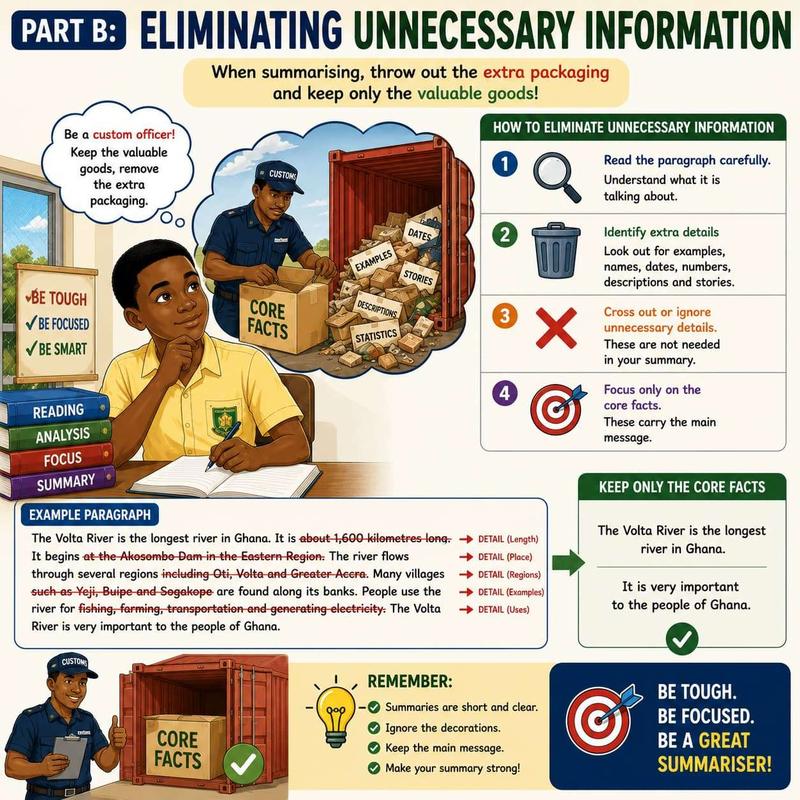 PART B: ELIMINATING UNNECESSARY INFORMATION
When summarising, throw out the extra packaging
and keep only the valuable goods!
Be a custom officer!
Keep the valuable
goods, remove
the extra
packaging.
CUSTOMS
CORE
FACTS
EXAMPLES
DATES
STORIES
DESCRIPTIONS
STATISTICS
BE TOUGH
BE FOCUSED
BE SMART
READING
ANALYSIS
FOCUS
SUMMARY
HOW TO ELIMINATE UNNECESSARY INFORMATION
1
Read the paragraph carefully.
Understand what it is
talking about.
2
Identify extra details
Look out for examples,
names, dates, numbers,
descriptions and stories.
3
Cross out or ignore
unnecessary details.
These are not needed
in your summary.
4
Focus only on the
core facts.
These carry the main
message.
EXAMPLE PARAGRAPH
The Volta River is the longest river in Ghana. It is about 1,600 kilometres long. DETAIL (Length)
It begins at the Akosombo Dam in the Eastern Region. The river flows DETAIL (Place)
through several regions including Oti, Volta and Greater Accra. Many villages DETAIL (Regions)
such as Yeji, Buipe and Sogakope are found along its banks. People use the DETAIL (Examples)
river for fishing, farming, transportation and generating electricity. The Volta DETAIL (Uses)
River is very important to the people of Ghana.
KEEP ONLY THE CORE FACTS
The Volta River is the longest
river in Ghana.
It is very important
to the people of Ghana.
CUSTOMS
CORE
FACTS
REMEMBER:
Summaries are short and clear.
Ignore the decorations.
Keep the main message.
Make your summary strong!
BE TOUGH.
BE FOCUSED.
BE A GREAT
SUMMARISER!